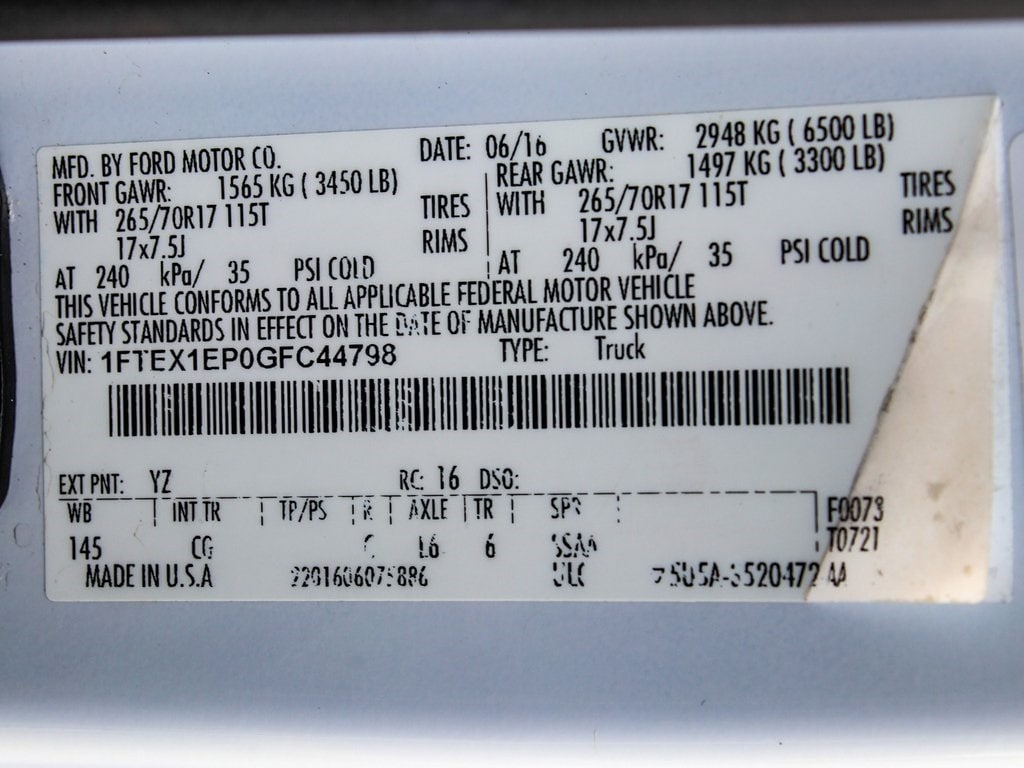 MFD. BY FORD MOTOR CO. DATE: 06/16 GVWR: 2948 KG ( 6500 LB)
FRONT GAWR: 1565 KG ( 3450 LB) REAR GAWR: 1497 KG ( 3300 LB)
WITH 265/70R17 115T TIRES WITH 265/70R17 115T TIRES
17x7.5J RIMS 17x7.5J RIMS
AT 240 kPa/ 35 PSI COLD AT 240 kPa/ 35 PSI COLD
THIS VEHICLE CONFORMS TO ALL APPLICABLE FEDERAL MOTOR VEHICLE
SAFETY STANDARDS IN EFFECT ON THE DATE OF MANUFACTURE SHOWN ABOVE.
VIN: 1FTEX1EP0GFC44798 TYPE: Truck
EXT PNT: YZ RC: 16 DSO:
WB INT TR TP/PS R AXLE TR SPR F0073
145 CG L6 6 T0721
MADE IN U.S.A